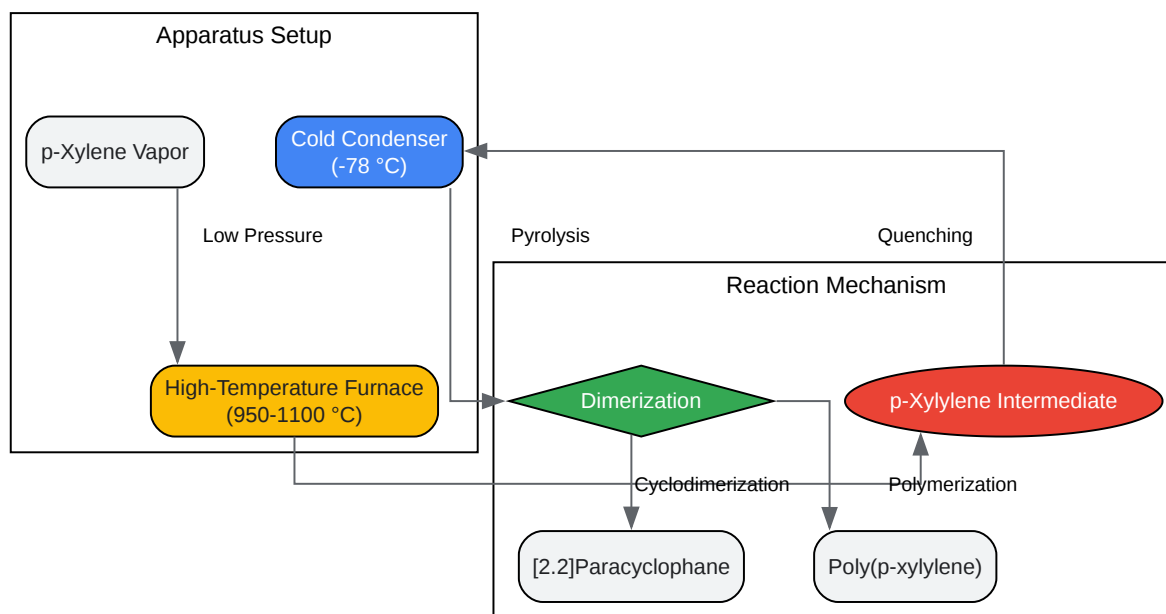 Apparatus Setup
p-Xylene Vapor
Cold Condenser
(-78 °C)
Low Pressure
Pyrolysis
Quenching
Reaction Mechanism
High-Temperature Furnace
(950-1100 °C)
Dimerization
p-Xylylene Intermediate
Cyclodimerization
Polymerization
[2.2]Paracyclophane
Poly(p-xylylene)